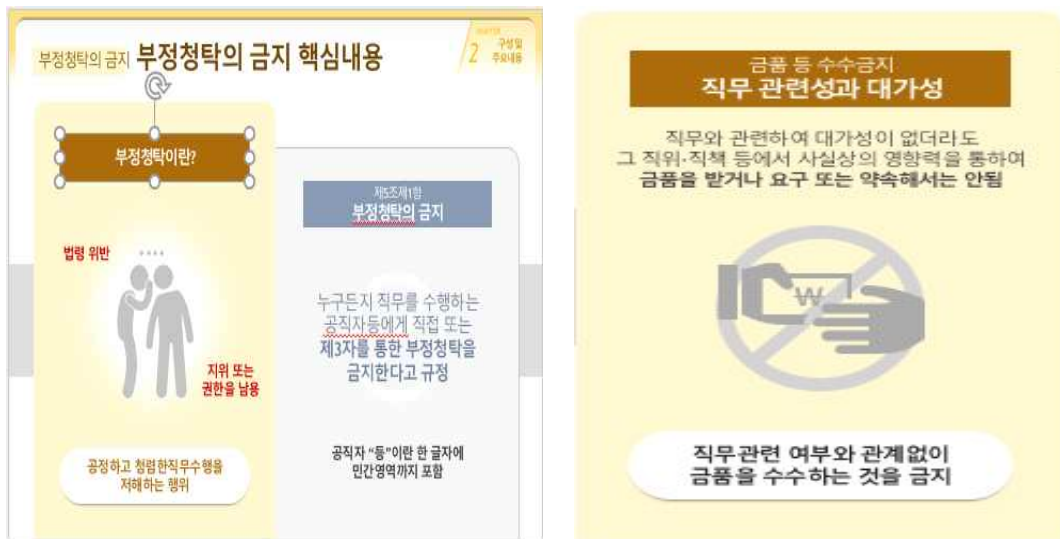 부정청탁의 금지 부정청탁의 금지 핵심내용
2
구성 및
주요내용
부정청탁이란?
법령 위반
지위 또는
권한을 남용
공정하고 청렴한직무수행을
저해하는 행위
제5조제1항
부정청탁의 금지
누구든지 직무를 수행하는
공직자등에게 직접 또는
제3자를 통한 부정청탁을
금지한다고 규정
공직자 “등”이란 한 글자에
민간영역까지 포함
금품 등 수수금지
직무 관련성과 대가성
직무와 관련하여 대가성이 없더라도
그 직위·직책 등에서 사실상의 영향력을 통하여
금품을 받거나 요구 또는 약속해서는 안됨
W
직무관련 여부와 관계없이
금품을 수수하는 것을 금지